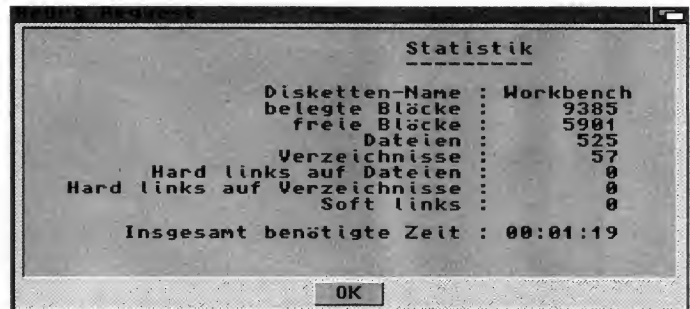 Statistik
Disketten-Name : Workbench
belegte Blöcke : 9385
freie Blöcke : 5901
Dateien : 525
Verzeichnisse : 57
Hard links auf Dateien : 0
Hard links auf Verzeichnisse : 0
Soft links : 0
Insgesamt benötigte Zeit : 00:01:19
OK